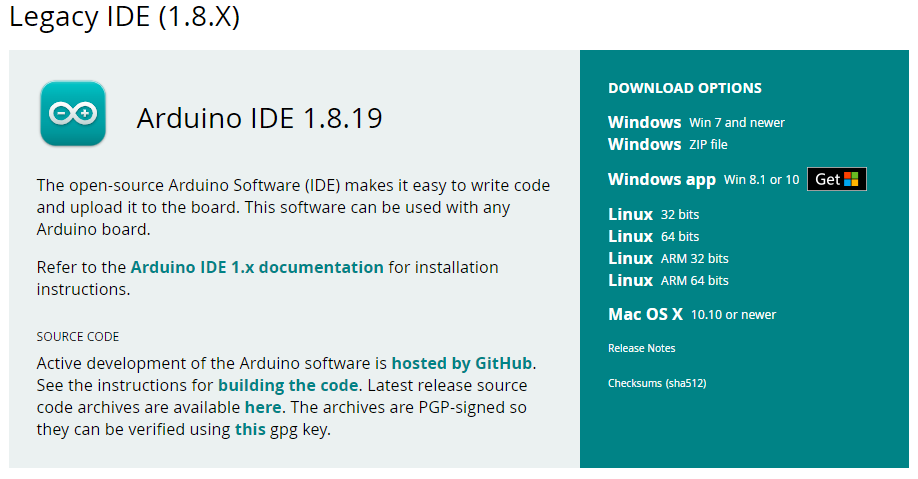 Legacy IDE (1.8.X)
Arduino IDE 1.8.19
The open-source Arduino Software (IDE) makes it easy to write code
and upload it to the board. This software can be used with any
Arduino board.
Refer to the Arduino IDE 1.x documentation for installation
instructions.
SOURCE CODE
Active development of the Arduino software is hosted by GitHub.
See the instructions for building the code. Latest release source
code archives are available here. The archives are PGP-signed so
they can be verified using this gpg key.
DOWNLOAD OPTIONS
Windows Win 7 and newer
Windows ZIP file
Windows app Win 8.1 or 10 Get
Linux 32 bits
Linux 64 bits
Linux ARM 32 bits
Linux ARM 64 bits
Mac OS X 10.10 or newer
Release Notes
Checksums (sha512)